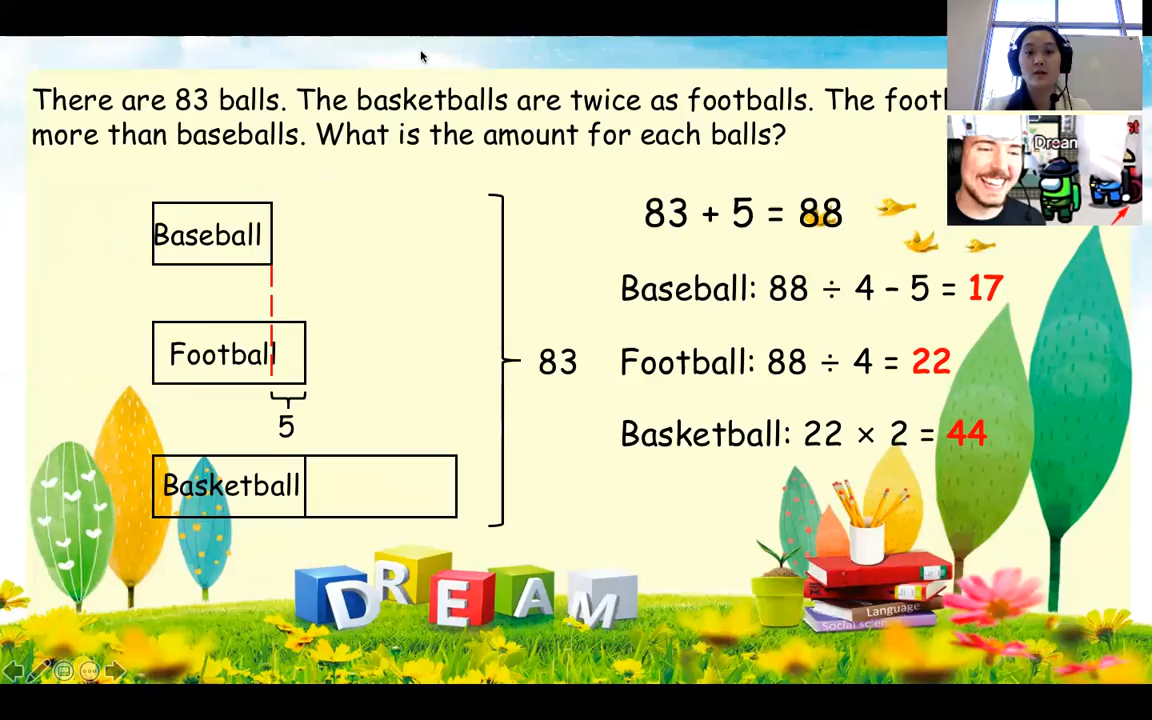 There are 83 balls. The basketballs are twice as footballs. The
more than baseballs. What is the amount for each balls?
Drean
Baseball
Football
5
Basketball
83
83 + 5 = 88
Baseball: 88 ÷ 4 – 5 = 17
Football: 88 ÷ 4 = 22
Basketball: 22 × 2 = 44
DREAM
Language
Social